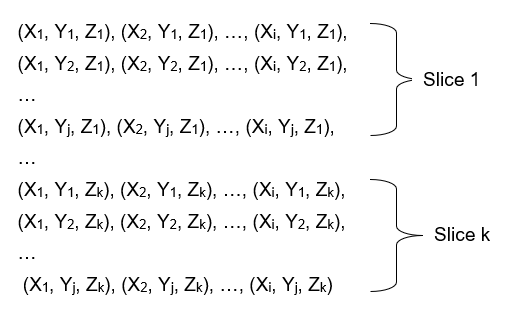 (X₁, Y₁, Z₁), (X₂, Y₁, Z₁), …, (Xᵢ, Y₁, Z₁),
(X₁, Y₂, Z₁), (X₂, Y₂, Z₁), …, (Xᵢ, Y₂, Z₁),
…
(X₁, Yⱼ, Z₁), (X₂, Yⱼ, Z₁), …, (Xᵢ, Yⱼ, Z₁),
Slice 1
…
(X₁, Y₁, Zₖ), (X₂, Y₁, Zₖ), …, (Xᵢ, Y₁, Zₖ),
(X₁, Y₂, Zₖ), (X₂, Y₂, Zₖ), …, (Xᵢ, Y₂, Zₖ),
…
(X₁, Yⱼ, Zₖ), (X₂, Yⱼ, Zₖ), …, (Xᵢ, Yⱼ, Zₖ)
Slice k